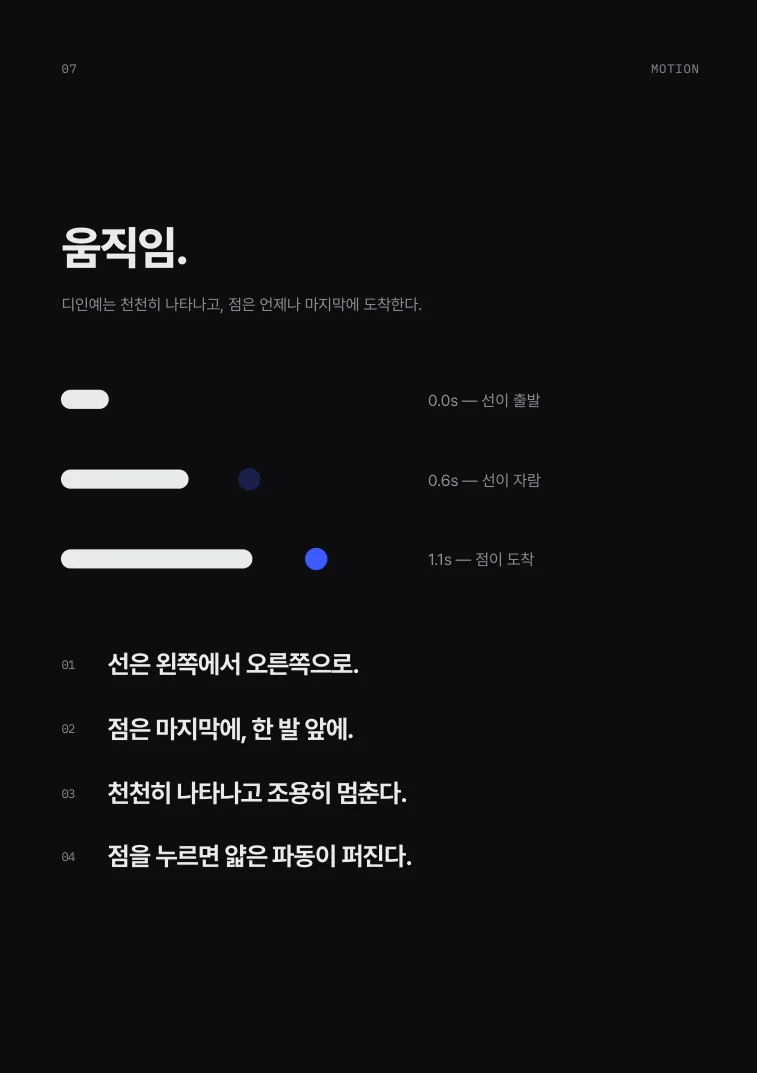 07
MOTION
움직임.
디인예는 천천히 나타나고, 점은 언제나 마지막에 도착한다.
0.0s — 선이 출발
0.6s — 선이 자람
1.1s — 점이 도착
01 선은 왼쪽에서 오른쪽으로.
02 점은 마지막에, 한 발 앞에.
03 천천히 나타나고 조용히 멈춘다.
04 점을 누르면 얇은 파동이 퍼진다.